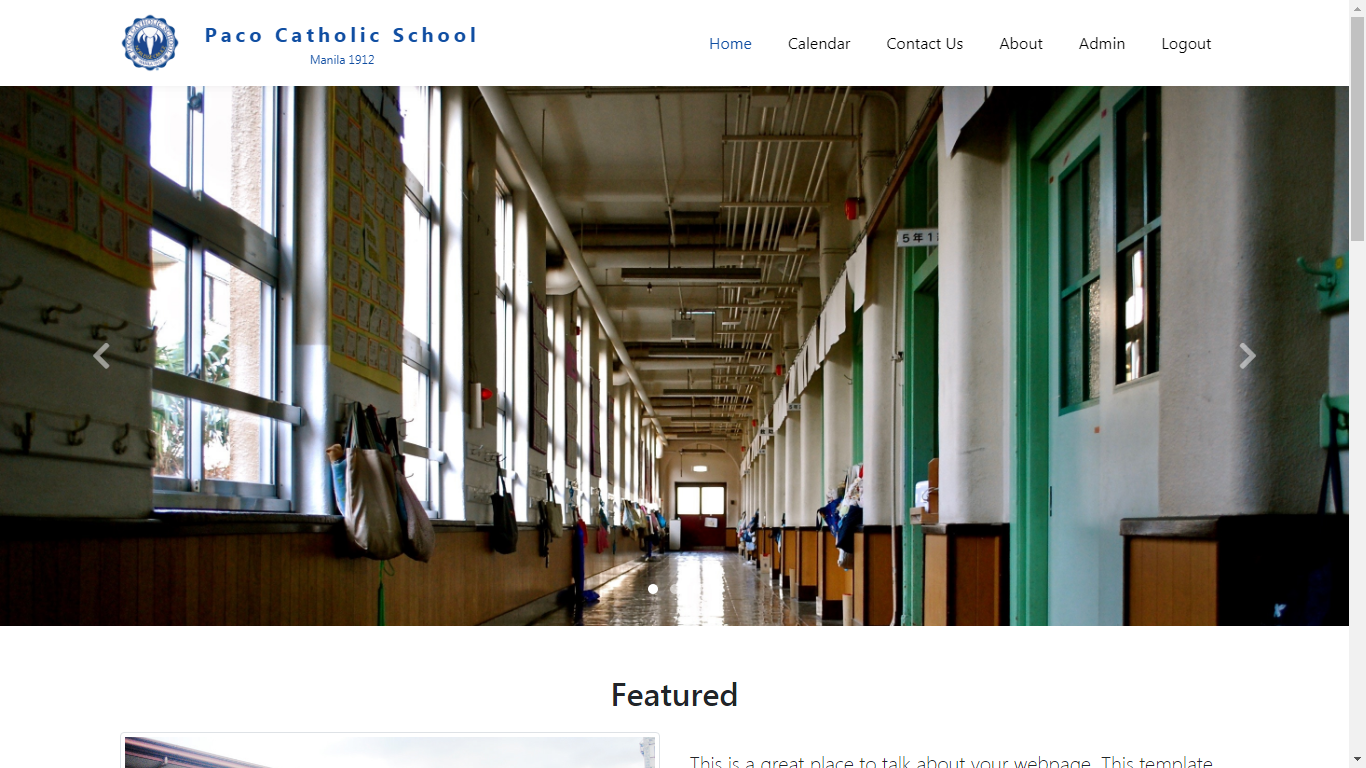 Paco Catholic School
Manila 1912
Home
Calendar
Contact Us
About
Admin
Logout
5年1
Featured
This is a great place to talk about your webpage. This template